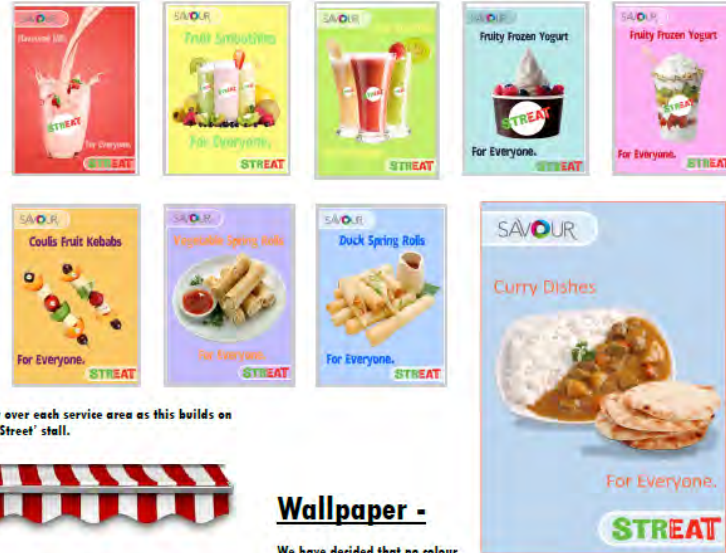 SAVOUR
Flavoured Milk
STREAT
For Everyone.
STREAT
SAVOUR
Fruit Smoothies
STREAT
For Everyone.
STREAT
SAVOUR
STREAT
STREAT
SAVOUR
Fruity Frozen Yogurt
STREAT
For Everyone.
STREAT
SAVOUR
Fruity Frozen Yogurt
STREAT
For Everyone.
STREAT
SAVOUR
Coulis Fruit Kebabs
For Everyone.
STREAT
SAVOUR
Vegetable Spring Rolls
For Everyone.
STREAT
SAVOUR
Duck Spring Rolls
For Everyone.
STREAT
SAVOUR
Curry Dishes
For Everyone.
STREAT
over each service area as this builds on
Street' stall.
Wallpaper -
We have decided that no colour